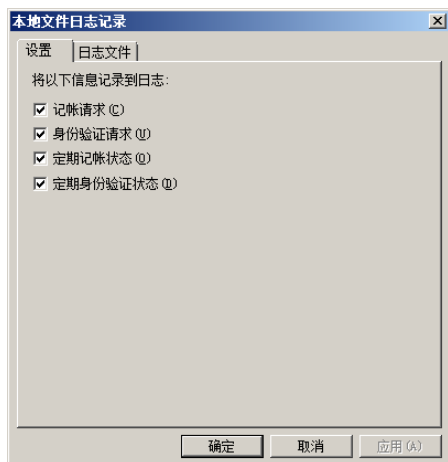 本地文件日志记录
设置
日志文件
将以下信息记录到日志:
记帐请求(C)
身份验证请求(U)
定期记帐状态(O)
定期身份验证状态(D)
确定
取消
应用(A)